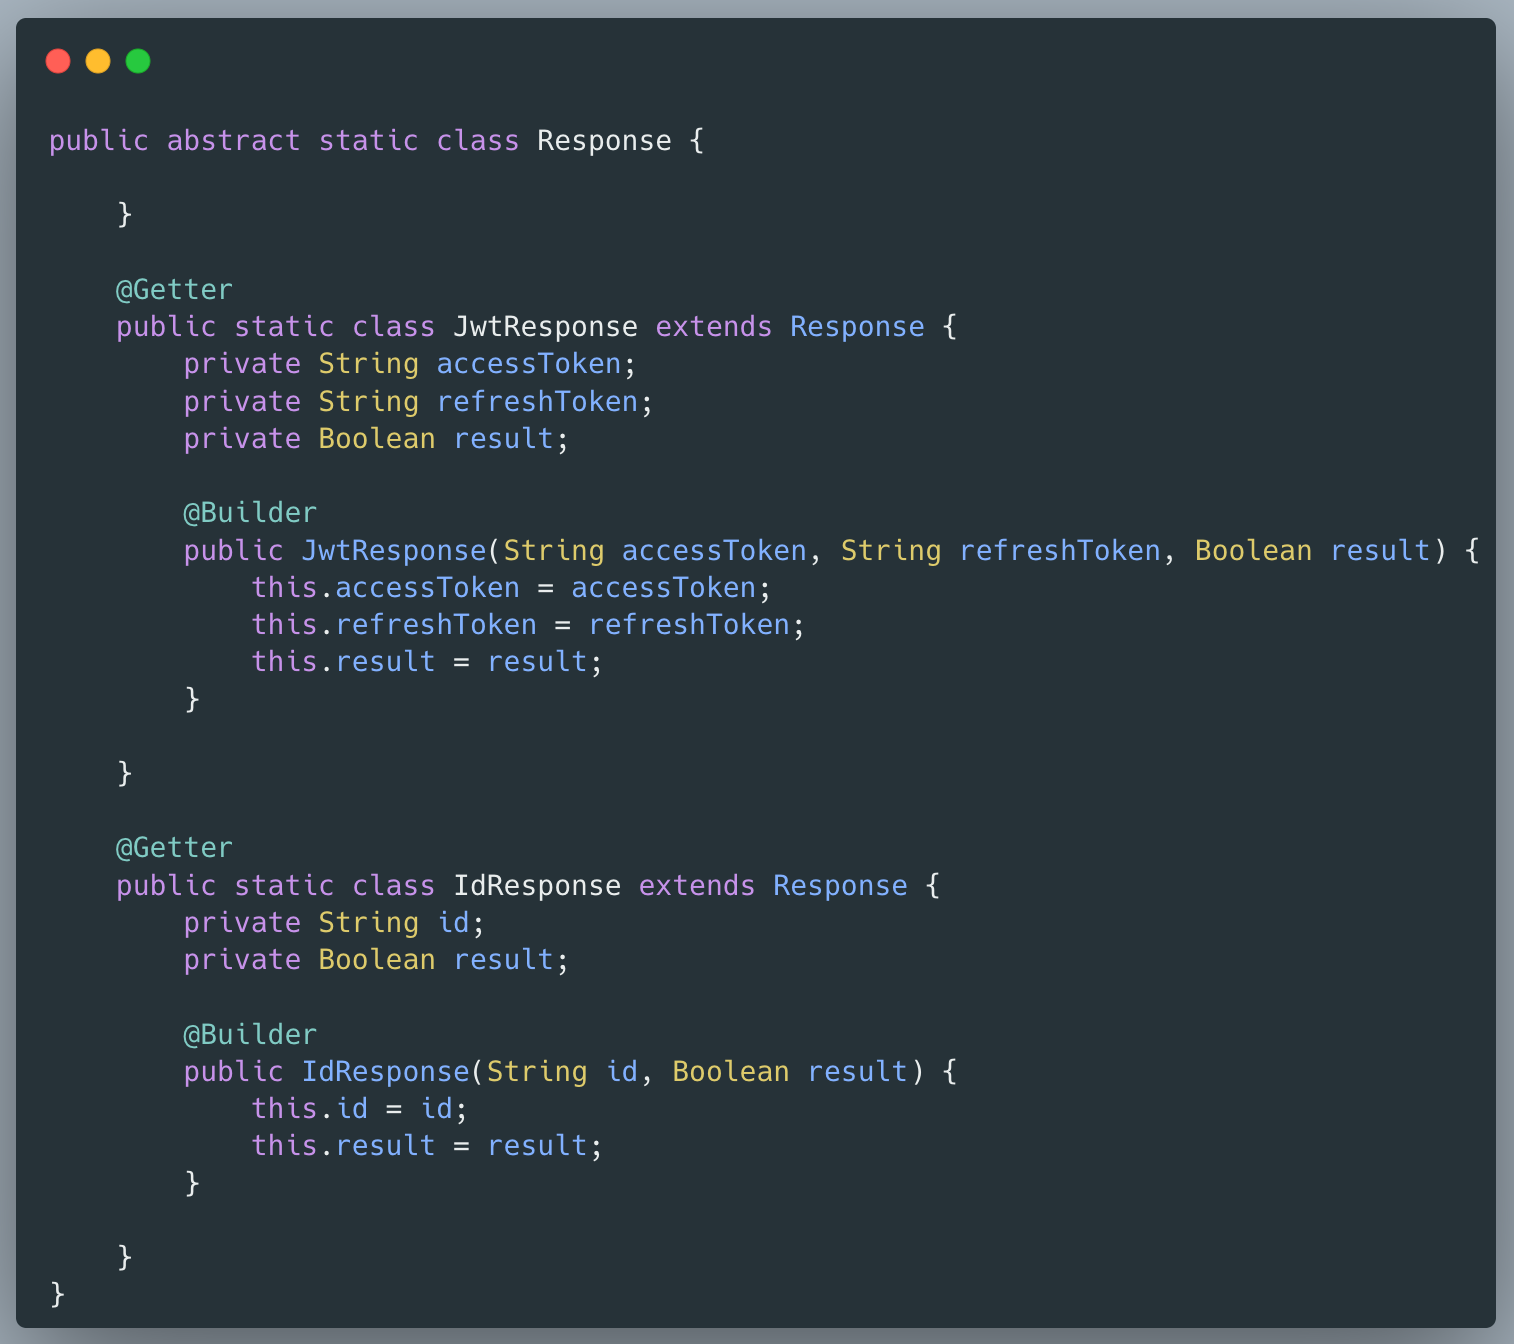 public abstract static class Response {

    }

    @Getter
    public static class JwtResponse extends Response {
        private String accessToken;
        private String refreshToken;
        private Boolean result;

        @Builder
        public JwtResponse(String accessToken, String refreshToken, Boolean result) {
            this.accessToken = accessToken;
            this.refreshToken = refreshToken;
            this.result = result;
        }

    }

    @Getter
    public static class IdResponse extends Response {
        private String id;
        private Boolean result;

        @Builder
        public IdResponse(String id, Boolean result) {
            this.id = id;
            this.result = result;
        }

    }
}